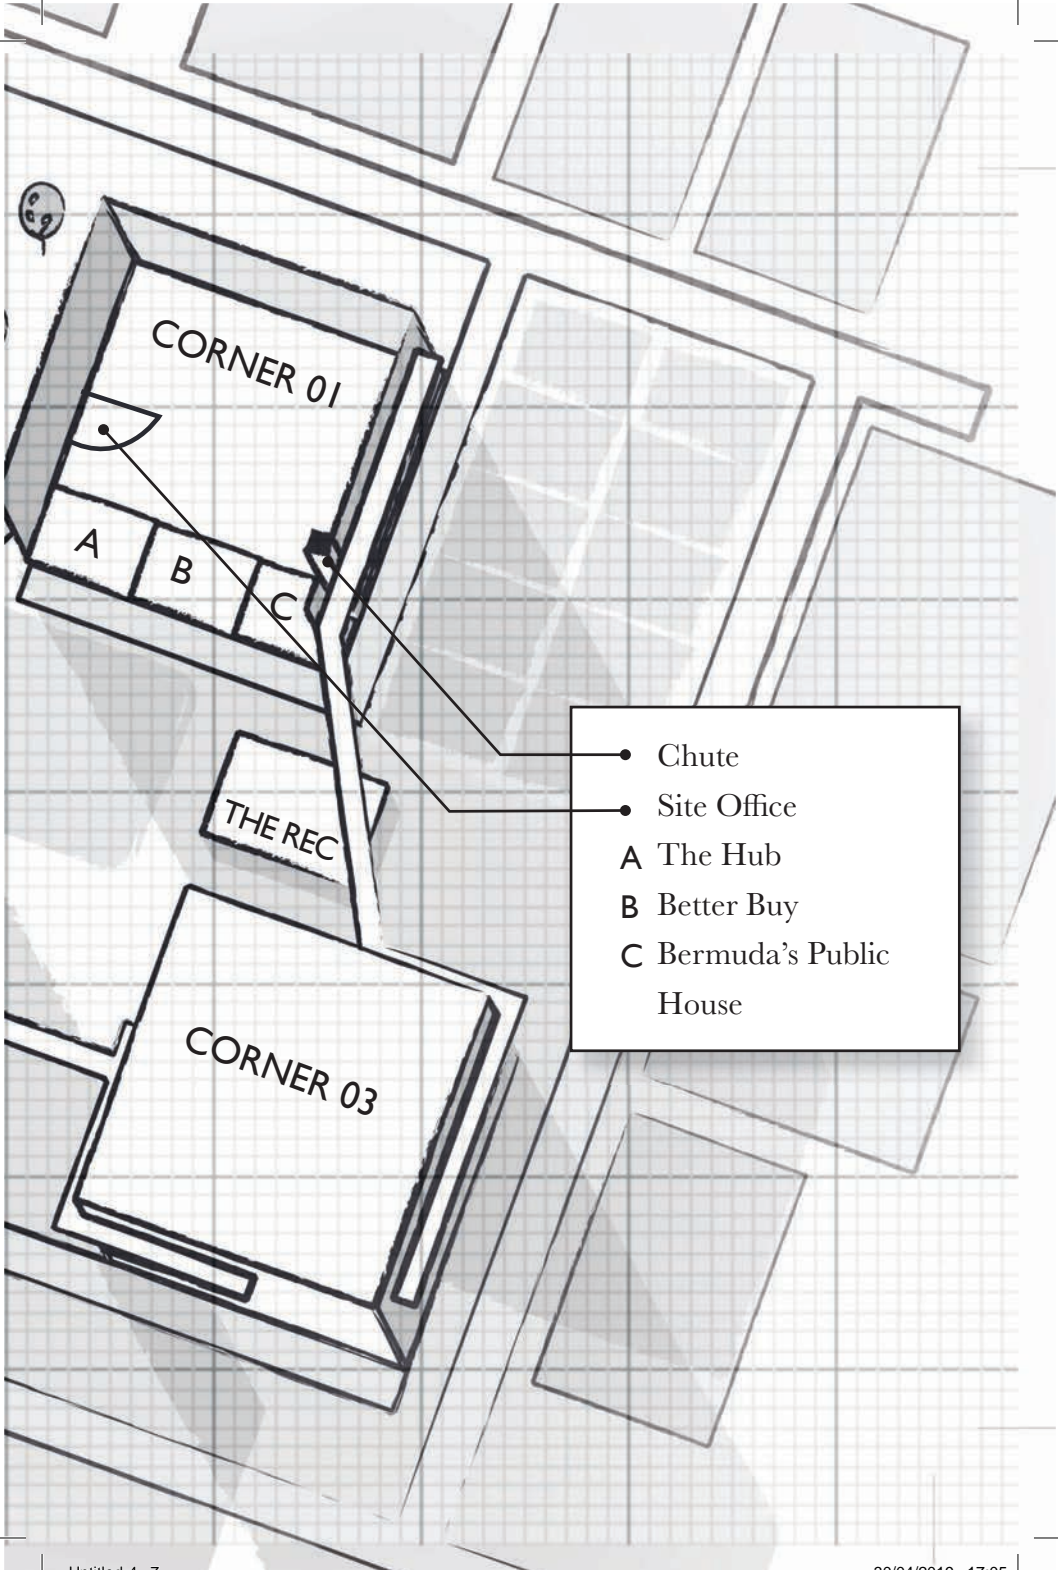 CORNER 01
A
B
C
Chute
Site Office
A The Hub
B Better Buy
C Bermuda's Public
House
THE REC
CORNER 03